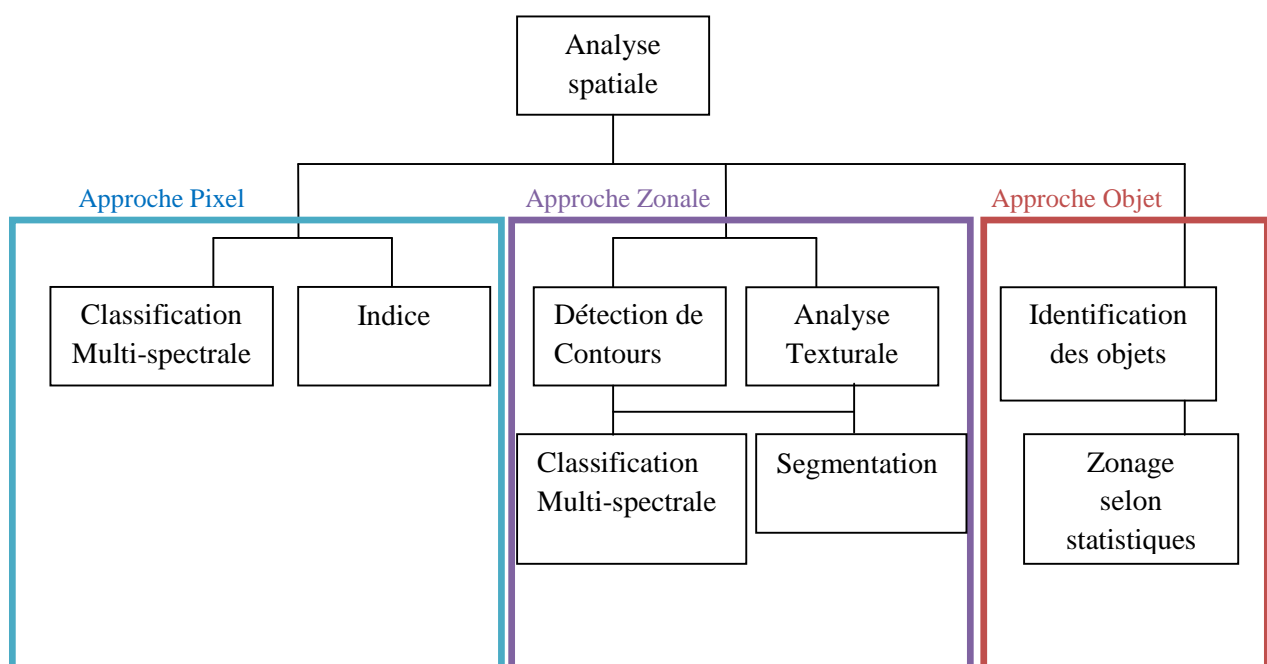 Analyse
spatiale
Approche Pixel
Approche Zonale
Approche Objet
Classification
Multi-spectrale
Indice
Détection de
Contours
Analyse
Texturale
Identification
des objets
Classification
Multi-spectrale
Segmentation
Zonage
selon
statistiques